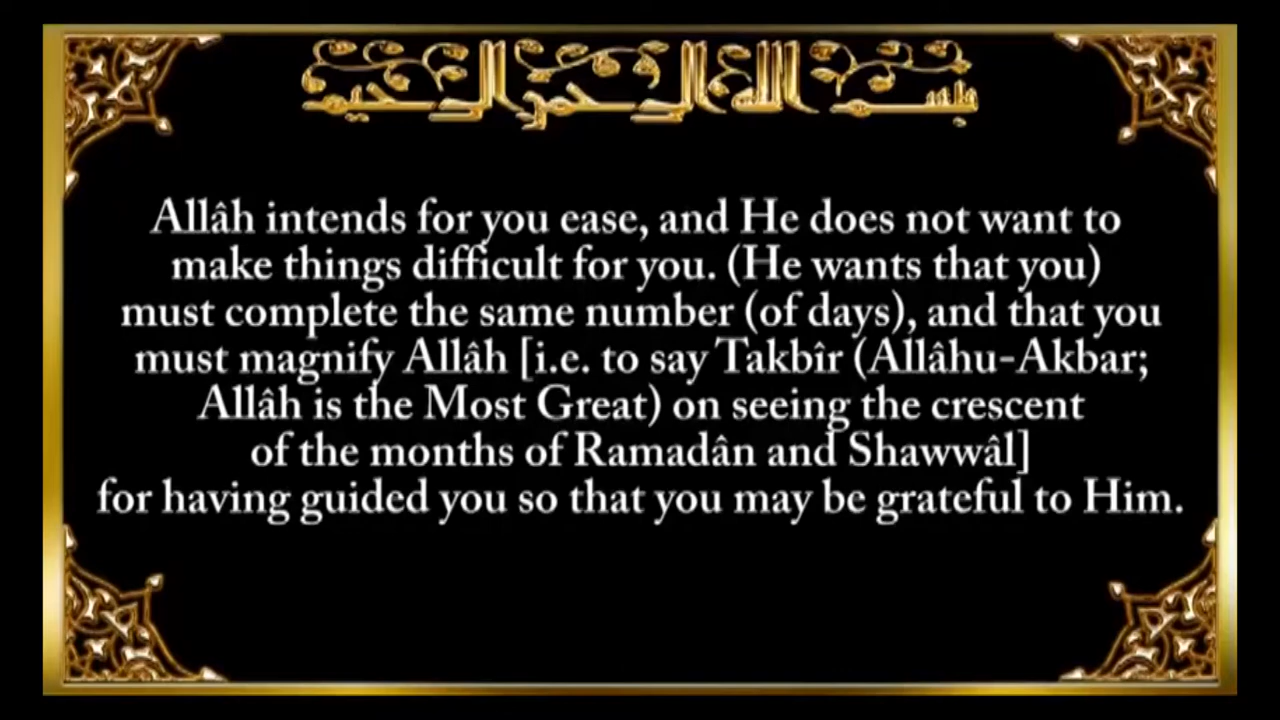 بسم الله الرحمن الرحيم
Allâh intends for you ease, and He does not want to
make things difficult for you. (He wants that you)
must complete the same number (of days), and that you
must magnify Allâh [i.e. to say Takbîr (Allâhu-Akbar;
Allâh is the Most Great) on seeing the crescent
of the months of Ramadân and Shawwâl]
for having guided you so that you may be grateful to Him.